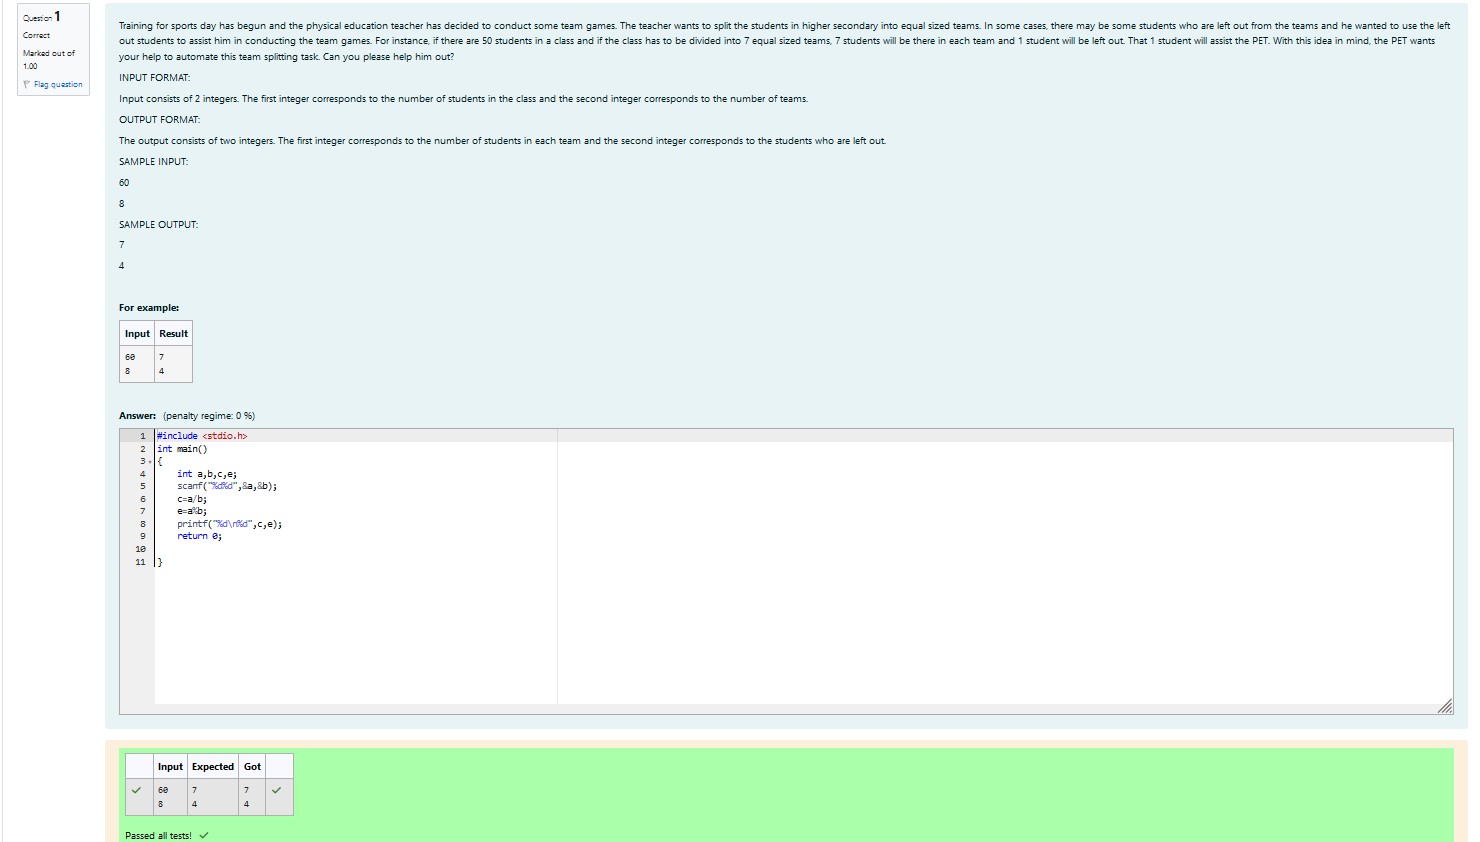 Question 1
Correct
Marked out of
1.00
Flag question
Training for sports day has begun and the physical education teacher has decided to conduct some team games. The teacher wants to split the students in higher secondary into equal sized teams. In some cases, there may be some students who are left out from the teams and he wanted to use the left
out students to assist him in conducting the team games. For instance, if there are 50 students in a class and if the class has to be divided into 7 equal sized teams, 7 students will be there in each team and 1 student will be left out. That 1 student will assist the PET. With this idea in mind, the PET wants
your help to automate this team splitting task. Can you please help him out?
INPUT FORMAT:
Input consists of 2 integers. The first integer corresponds to the number of students in the class and the second integer corresponds to the number of teams.
OUTPUT FORMAT:
The output consists of two integers. The first integer corresponds to the number of students in each team and the second integer corresponds to the students who are left out.
SAMPLE INPUT:
60
8
SAMPLE OUTPUT:
7
4
For example:
Input Result
60 7
8 4
Answer: (penalty regime: 0 %)
1 #include <stdio.h>
2 int main()
3 {
4 int a,b,c,e;
5 scanf("%d%d",&a,&b);
6 c=a/b;
7 e=a%b;
8 printf("%d\n%d",c,e);
9 return 0;
10
11 }
Input Expected Got
60 7 7
8 4 4
Passed all tests!